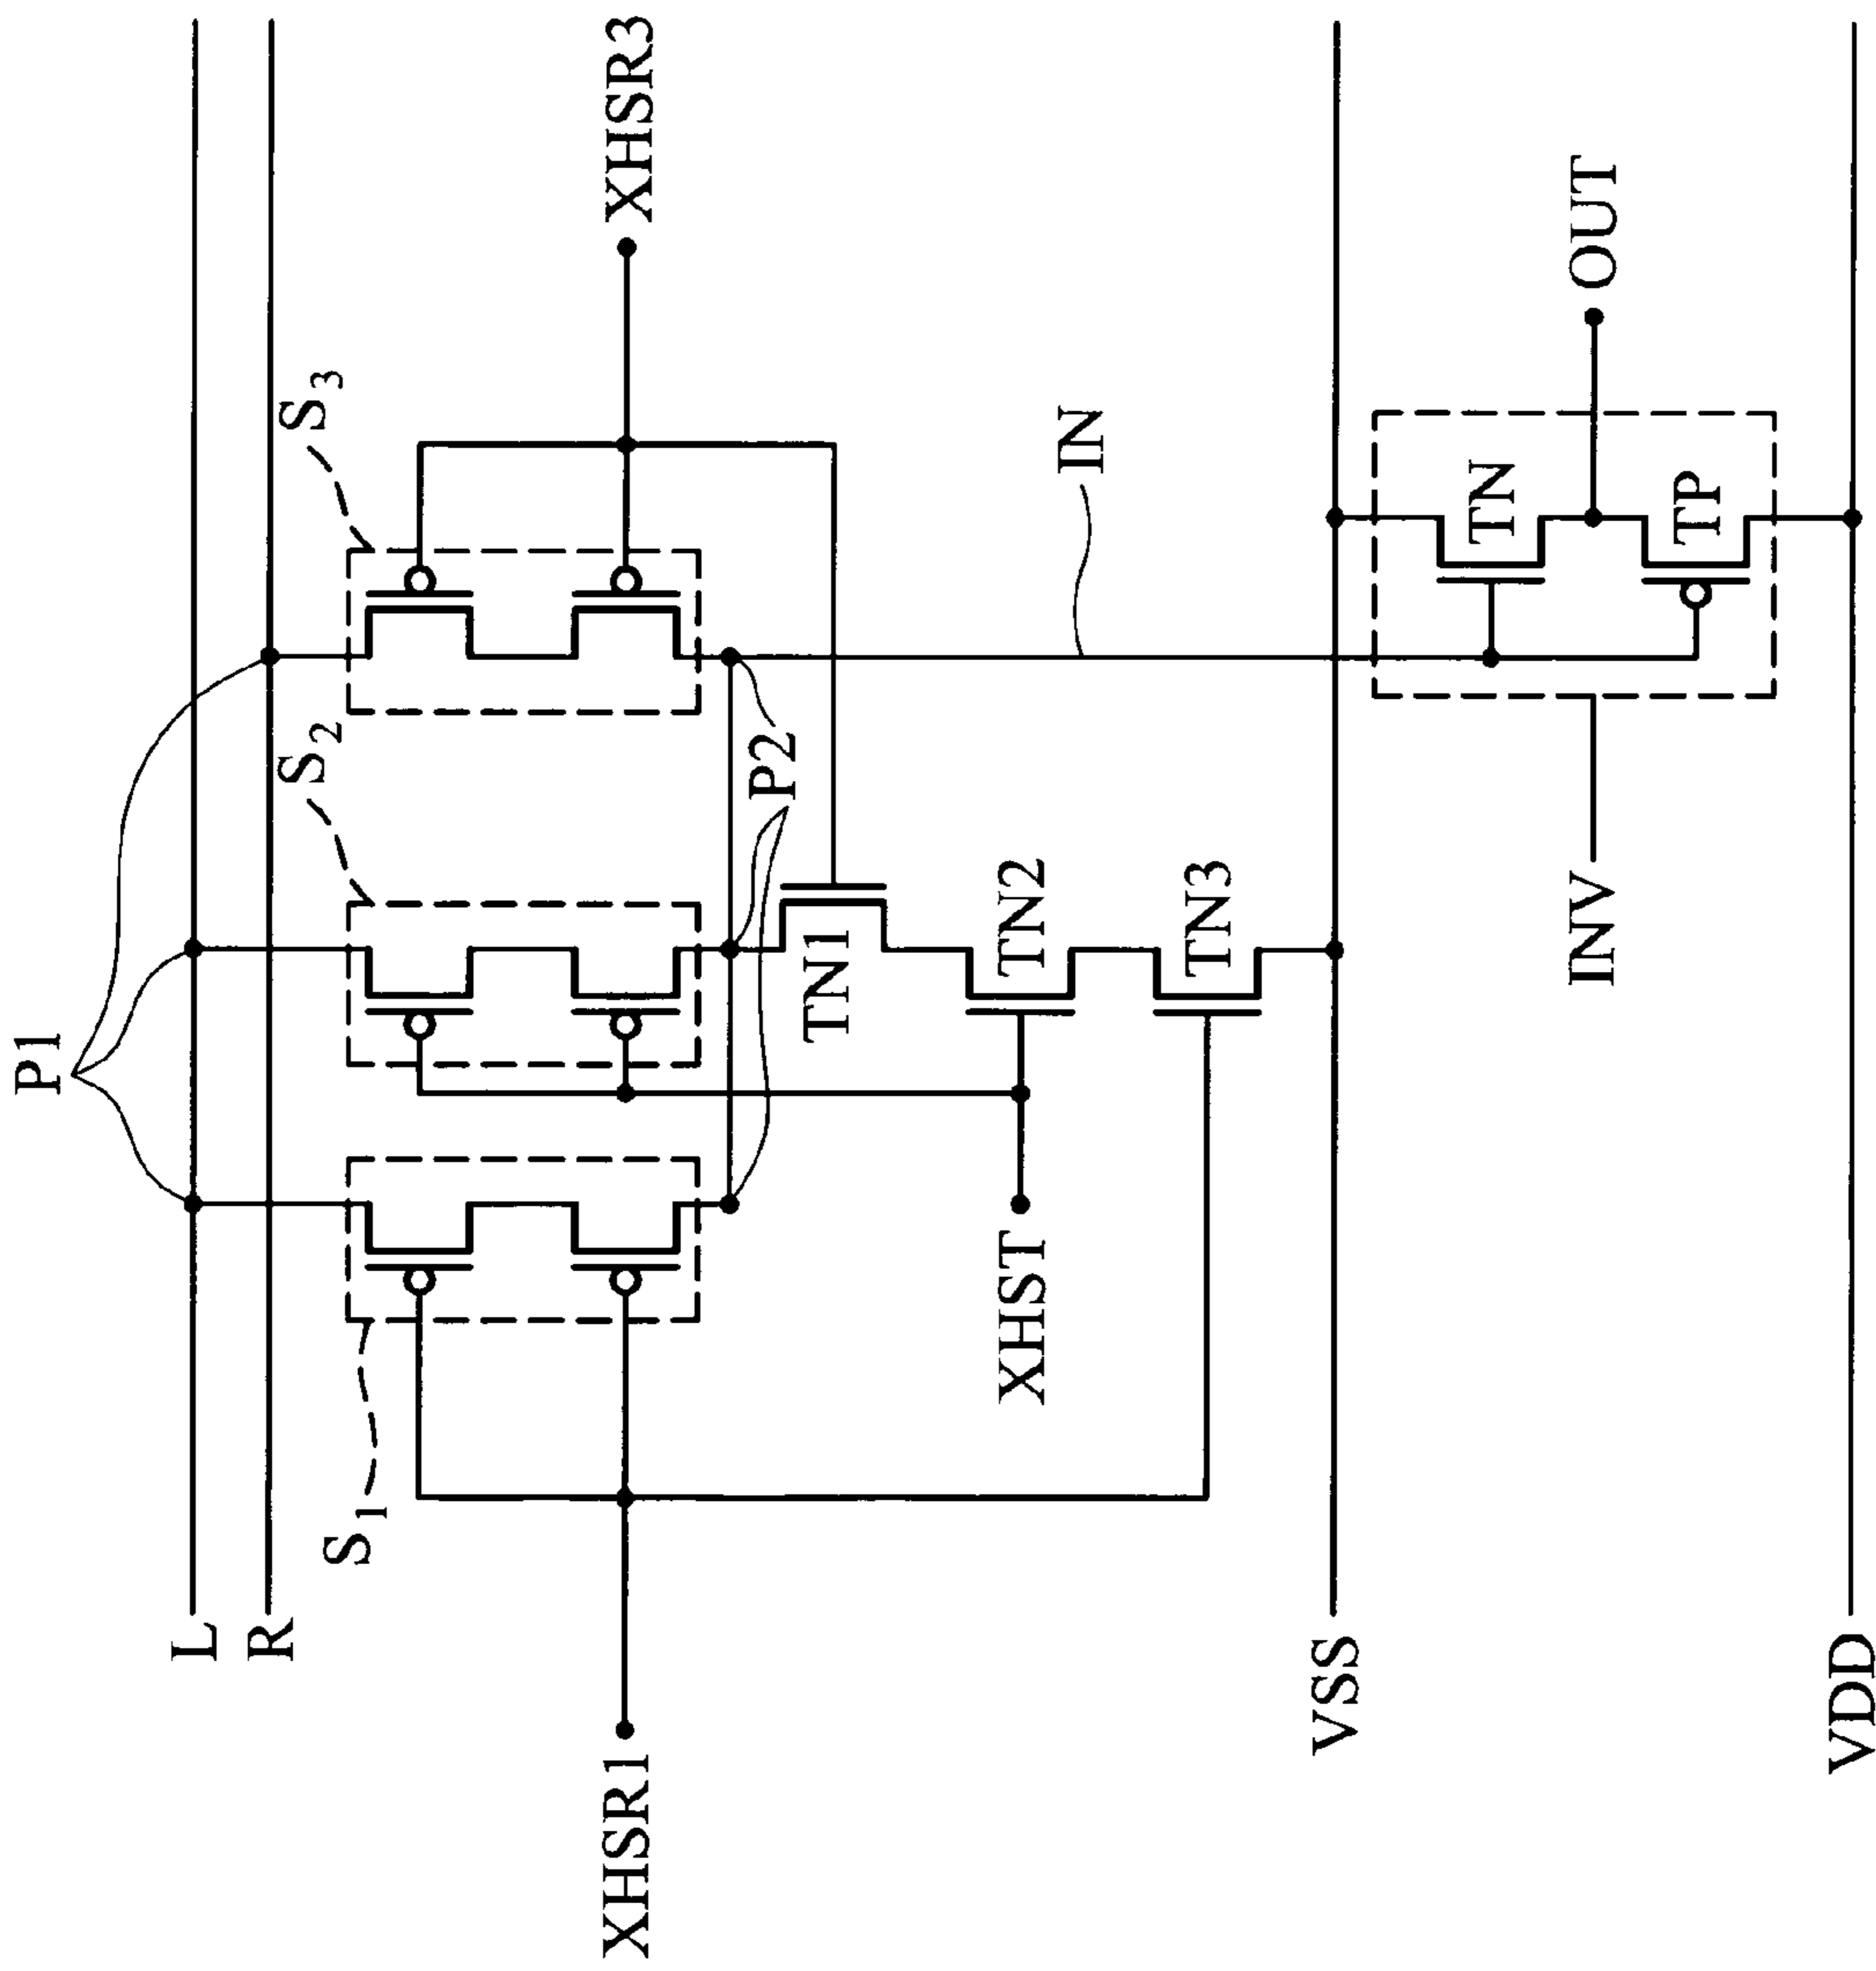 P1
L
R
S1
S2
S3
XHSR1
XHSR3
P2
TN1
TN2
TN3
XHST
IN
VSS
INV
TN
TP
OUT
VDD